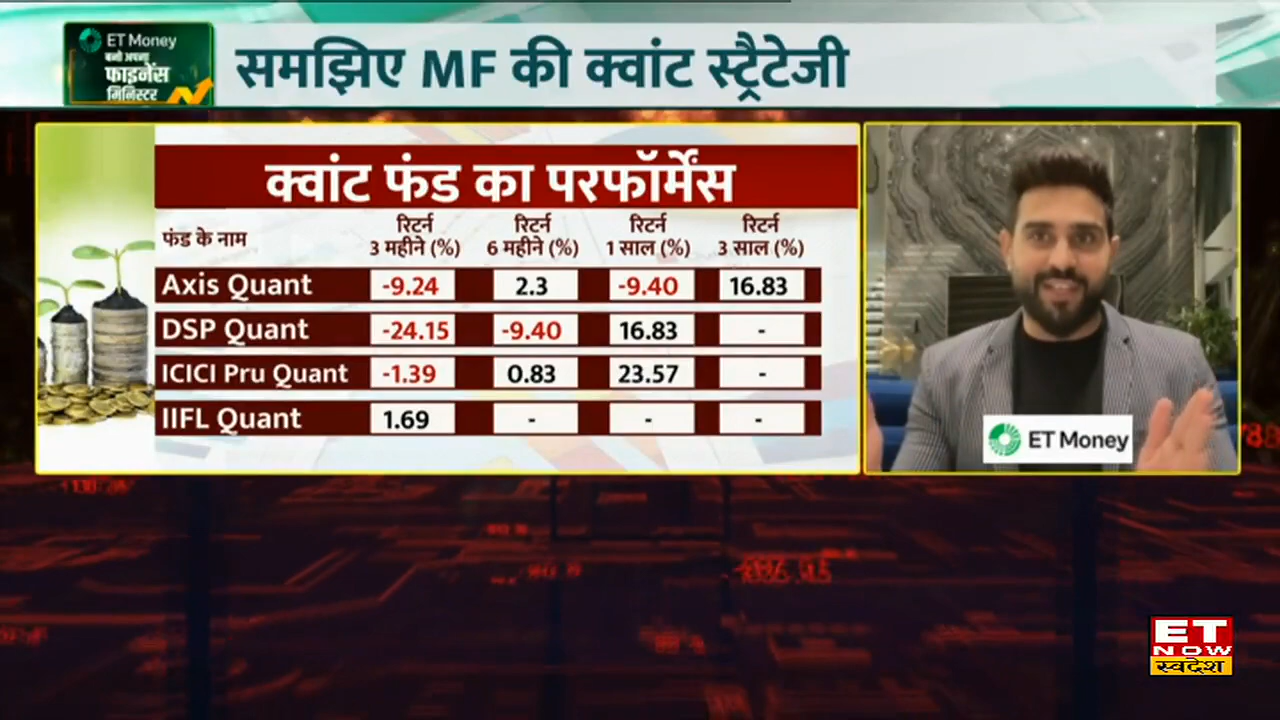 ET Money
बनो अपना
फाइनेंस
मिनिस्टर
समझिए MF की क्वांट स्ट्रैटेजी
क्वांट फंड का परफॉर्मेंस
फंड के नाम रिटर्न 3 महीने (%) रिटर्न 6 महीने (%) रिटर्न 1 साल (%) रिटर्न 3 साल (%)
Axis Quant -9.24 2.3 -9.40 16.83
DSP Quant -24.15 -9.40 16.83 -
ICICI Pru Quant -1.39 0.83 23.57 -
IIFL Quant 1.69 - - -
ET Money
ET
NOW
स्वदेश